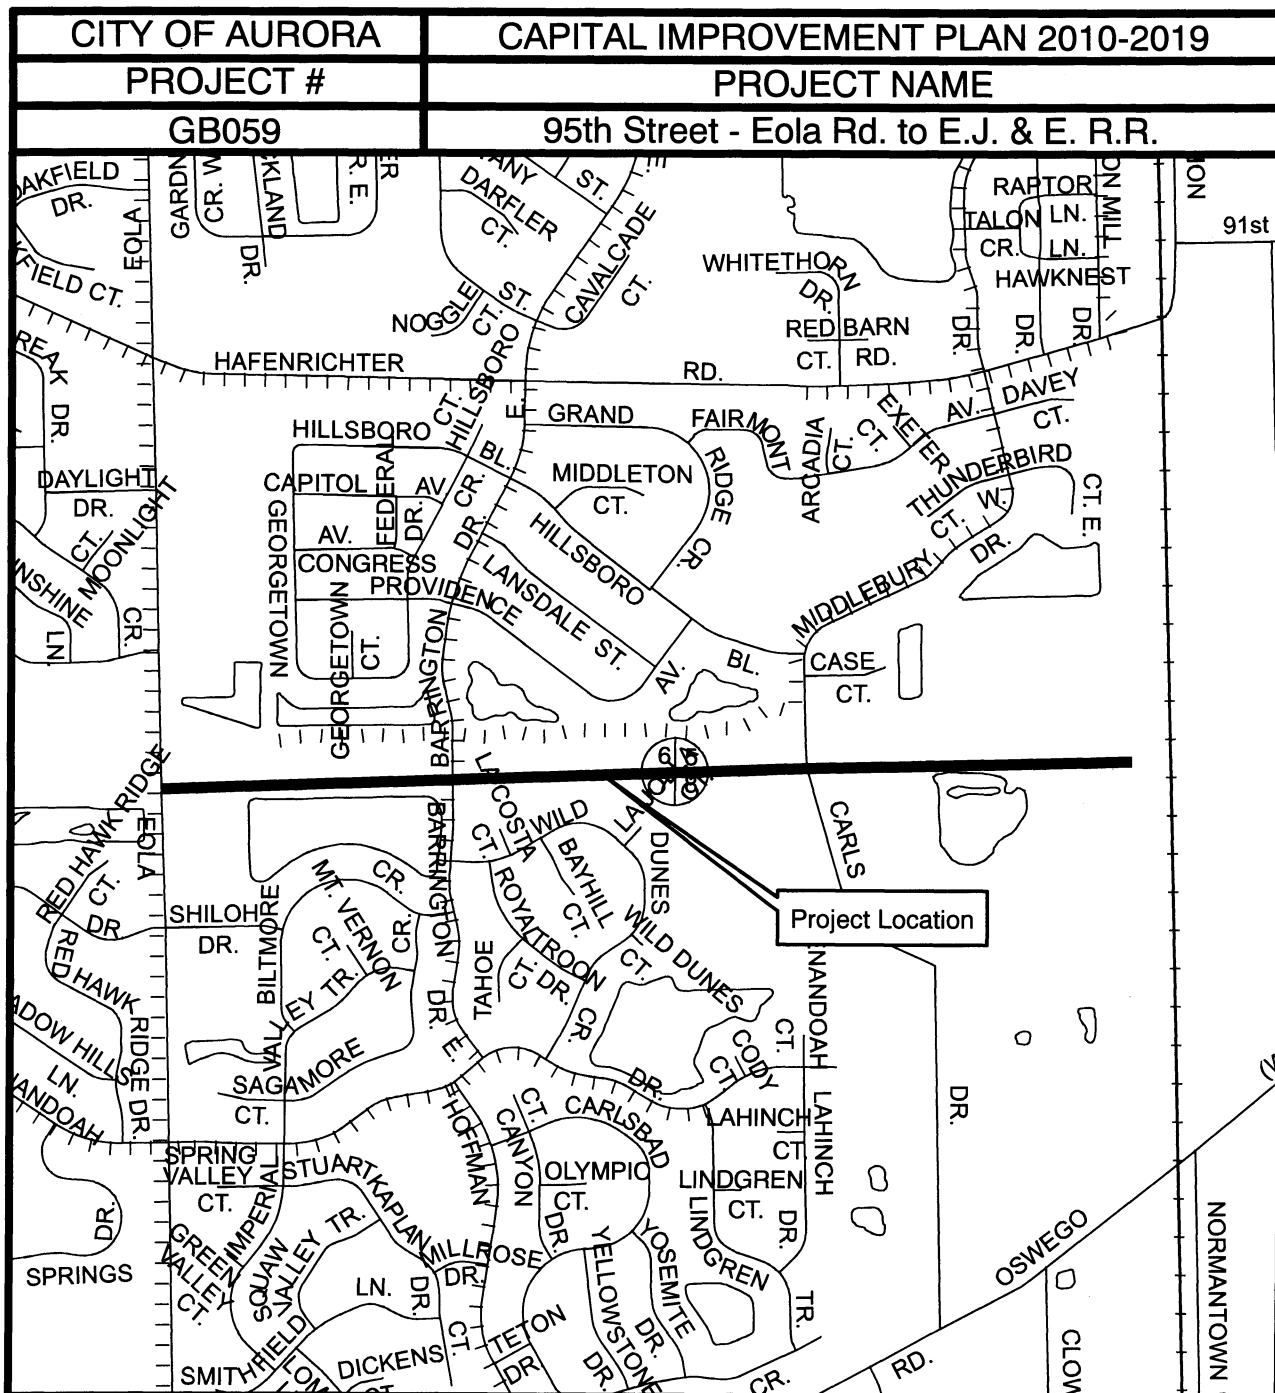 CITY OF AURORA
CAPITAL IMPROVEMENT PLAN 2010-2019
PROJECT #
PROJECT NAME
GB059
95th Street - Eola Rd. to E.J. & E. R.R.
DR.
EOLA
CR. W
DR.
DARFLER
CT.
ST.
CAVALCADE
CT.
NOGGLE
CT.
ST.
WHITETHORN
DR.
RED BARN
CT.
RD.
RAPTOR
LN.
TALON
CR.
LN.
HAWKNEST
DR.
DR.
DR.
91st
HAFENRICHTER
RD.
DR.
HILLSBORO
CT.
HILLSBORO
E.
BL.
GRAND
RIDGE
CR.
FAIRMONT
ARCADIA
CT.
CT.
EXETER
AV.
DAVEY
CT.
THUNDERBIRD
CT. W.
CT. E.
DAYLIGHT
DR.
MOONLIGHT
CT.
LN.
CR.
CAPITOL
AV.
FEDERAL
DR.
CR.
DR.
AV.
CONGRESS
PROVIDENCE
GEORGETOWN
GEORGETOWN
CT.
MIDDLETON
CT.
HILLSBORO
LANSDALE ST.
AV.
BL.
MIDDLEBURY
DR.
CASE
CT.
BARRINGTON
RED HAWK RIDGE
CT.
EOLA
DR.
RED HAWK
RIDGE DR.
SHILOH
DR.
BILTMORE
MT. VERNON
CT.
CR.
CR.
VALLEY TR.
SAGAMORE
CT.
BARRINGTON
DR.
E.
LACOSTA
CT.
WILD
DUNES
BAYHILL
CT.
ROYAL TROON
CT.
DR.
CR.
TAHOE
WILD DUNES
CT.
CARLS
Project Location
CODY
CT.
CT.
DR.
LAHINCH
CT.
LAHINCH
DR.
DR.
LN.
DR.
SPRINGS
SPRING
VALLEY
CT.
GREEN
VALLEY
CT.
IMPERIAL
STUART
KAPLAN
DR.
SQUAW
VALLEY
TR.
LN.
SMITHFIELD
DICKENS
HOFFMAN
CT.
CANYON
DR.
CARLSBAD
OLYMPIC
CT.
MILLROSE
DR.
CT.
TETON
DR.
YELLOWSTONE
DR.
YOSEMITE
DR.
LINDGREN
CT.
LINDGREN
TR.
CR.
OSWEGO
RD.
NORMANTOWN